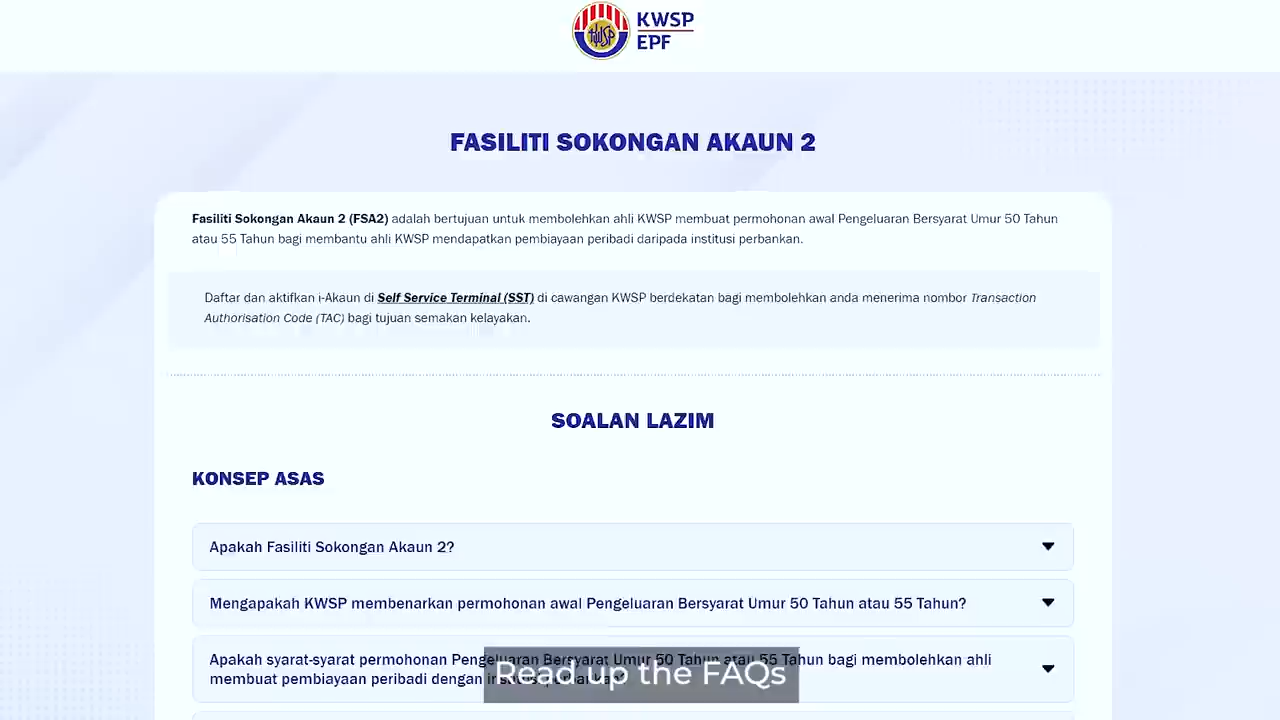 KWSP
EPF
FASILITI SOKONGAN AKAUN 2
Fasiliti Sokongan Akaun 2 (FSA2) adalah bertujuan untuk membolehkan ahli KWSP membuat permohonan awal Pengeluaran Bersyarat Umur 50 Tahun
atau 55 Tahun bagi membantu ahli KWSP mendapatkan pembiayaan peribadi daripada institusi perbankan.
Daftar dan aktifkan i-Akaun di Self Service Terminal (SST) di cawangan KWSP berdekatan bagi membolehkan anda menerima nombor Transaction
Authorisation Code (TAC) bagi tujuan semakan kelayakan.
SOALAN LAZIM
KONSEP ASAS
Apakah Fasiliti Sokongan Akaun 2?
Mengapakah KWSP membenarkan permohonan awal Pengeluaran Bersyarat Umur 50 Tahun atau 55 Tahun?
Apakah syarat-syarat permohonan Pengeluaran Bersyarat Umur 50 Tahun atau 55 Tahun bagi membolehkan ahli
membuat pembiayaan peribadi dengan
Read up the FAQs